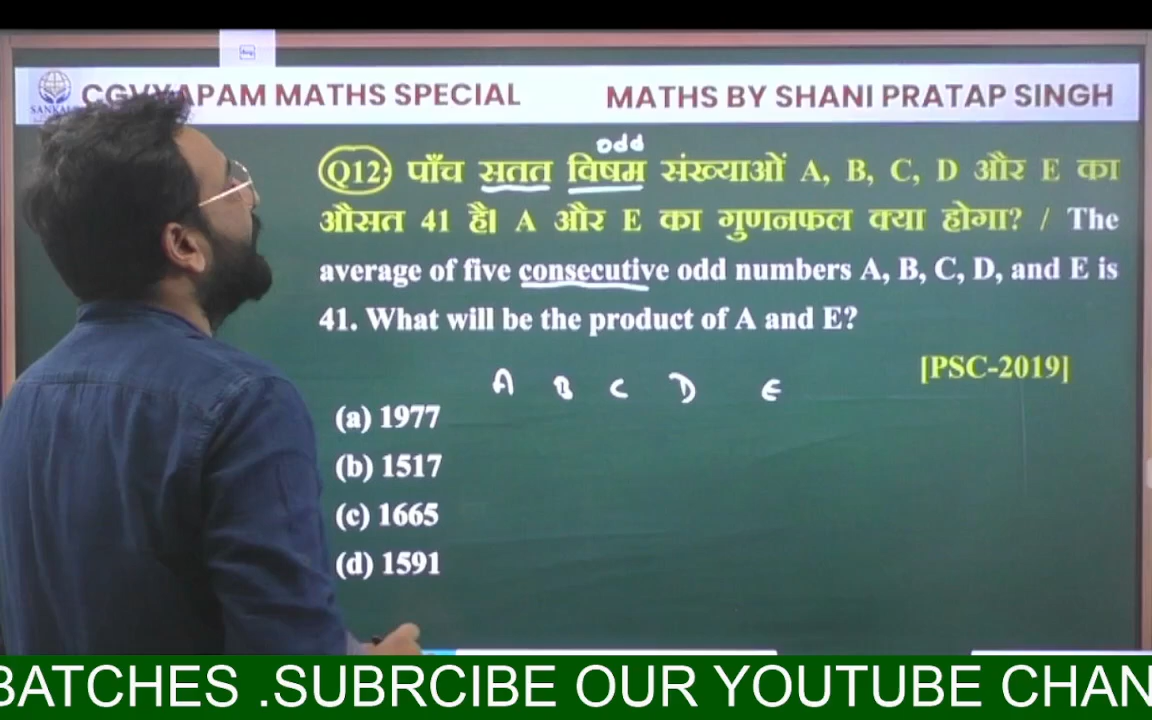 CGVYAPAM MATHS SPECIAL
MATHS BY SHANI PRATAP SINGH
odd
Q12: पाँच सतत विषम संख्याओं A, B, C, D और E का
औसत 41 है। A और E का गुणनफल क्या होगा? / The
average of five consecutive odd numbers A, B, C, D, and E is
41. What will be the product of A and E?
[PSC-2019]
A B C D E
(a) 1977
(b) 1517
(c) 1665
(d) 1591
BATCHES .SUBRCIBE OUR YOUTUBE CHAN